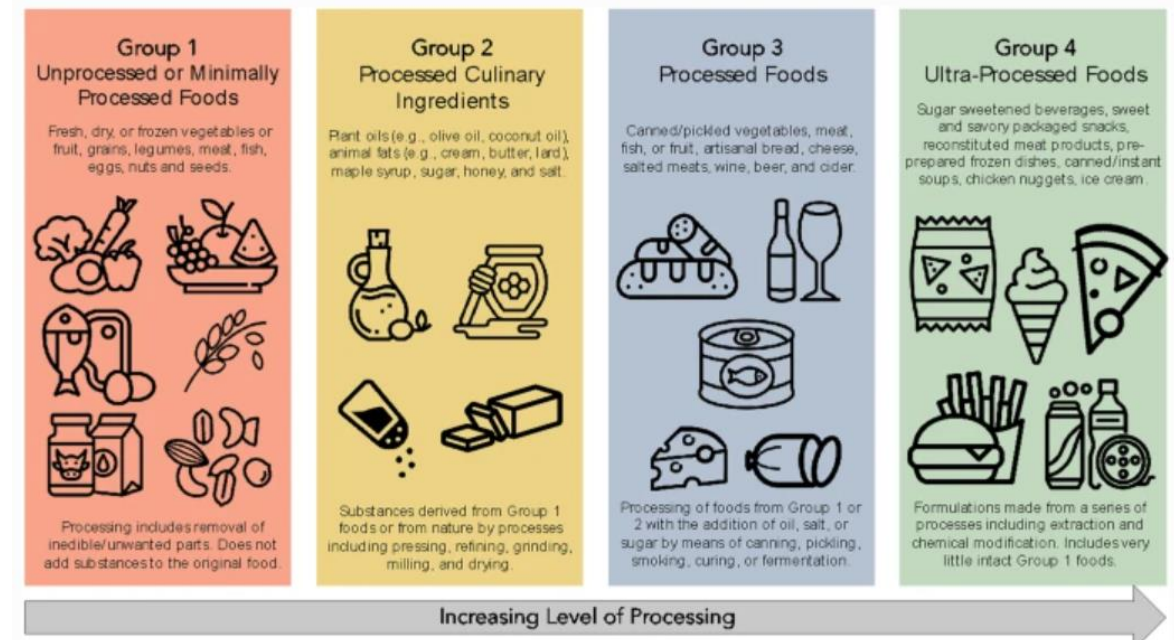 Group 1
Unprocessed or Minimally
Processed Foods
Fresh, dry, or frozen vegetables or
fruit, grains, legumes, meat, fish,
eggs, nuts and seeds.
Processing includes removal of
inedible/unwanted parts. Does not
add substances to the original food.
Group 2
Processed Culinary
Ingredients
Plant oils (e.g., olive oil, coconut oil),
animal fats (e.g., cream, butter, lard),
maple syrup, sugar, honey, and salt.
Substances derived from Group 1
foods or from nature by processes
including pressing, refining, grinding,
milling, and drying.
Group 3
Processed Foods
Canned/pickled vegetables, meat,
fish, or fruit, artisanal bread, cheese,
salted meats, wine, beer, and cider.
Processing of foods from Group 1 or
2 with the addition of oil, salt, or
sugar by means of canning, pickling,
smoking, curing, or fermentation.
Group 4
Ultra-Processed Foods
Sugar sweetened beverages, sweet
and savory packaged snacks,
reconstituted meat products, pre-
prepared frozen dishes, canned/instant
soups, chicken nuggets, ice cream.
Formulations made from a series of
processes including extraction and
chemical modification. Includes very
little intact Group 1 foods.
Increasing Level of Processing